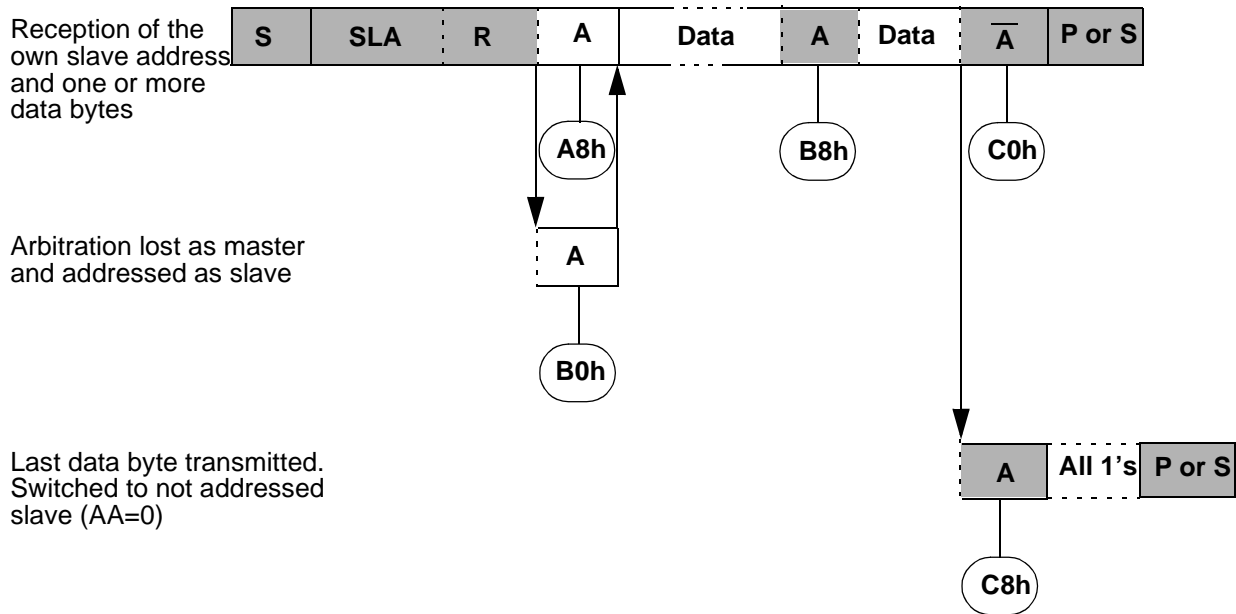 Reception of the
own slave address
and one or more
data bytes
S SLA R A Data A Data A̅ P or S
A8h B8h C0h
Arbitration lost as master
and addressed as slave
A
B0h
Last data byte transmitted.
Switched to not addressed
slave (AA=0)
A All 1's P or S
C8h